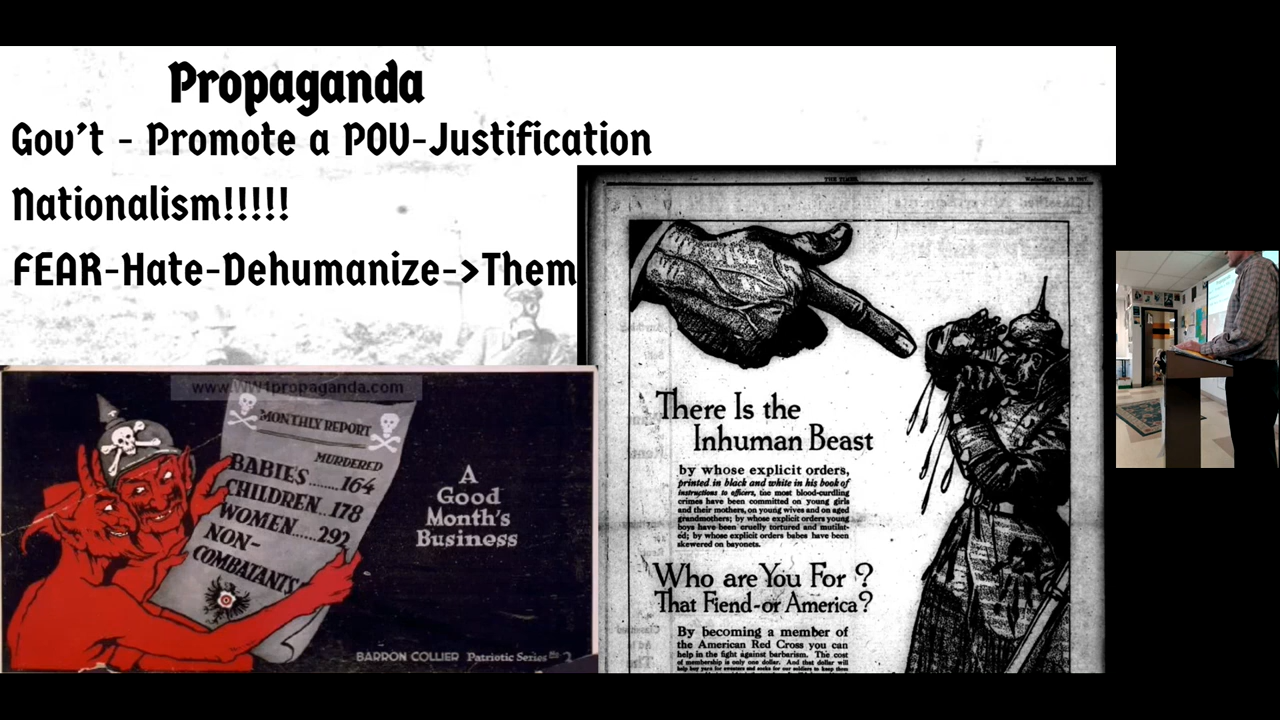 Propaganda
Gov't - Promote a POV-Justification
Nationalism!!!!!
FEAR-Hate-Dehumanize->Them
www.WW1propaganda.com
MONTHLY REPORT
MURDERED
BABIES.......164
CHILDREN..178
WOMEN......292
NON-
COMBATANTS
A
Good
Month's
Business
BARRON COLLIER Patriotic Series No 2
THE TIMES
There Is the
Inhuman Beast
by whose explicit orders,
printed in black and white in his book of
instructions to officers, the most blood-curdling
crimes have been committed on young girls
and their mothers, on young wives and on aged
grandmothers; by whose explicit orders young
boys have been cruelly tortured and mutilat-
ed; by whose explicit orders babes have been
skewered on bayonets.
Who are You For ?
That Fiend-or America?
By becoming a member of
the American Red Cross you can
help in the fight against barbarism. The cost
of membership is only one dollar. And that dollar will